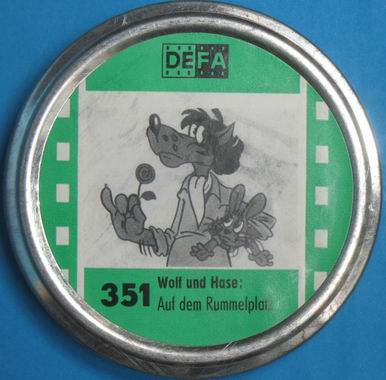 DEFA
351 Wolf und Hase:
Auf dem Rummelplatz